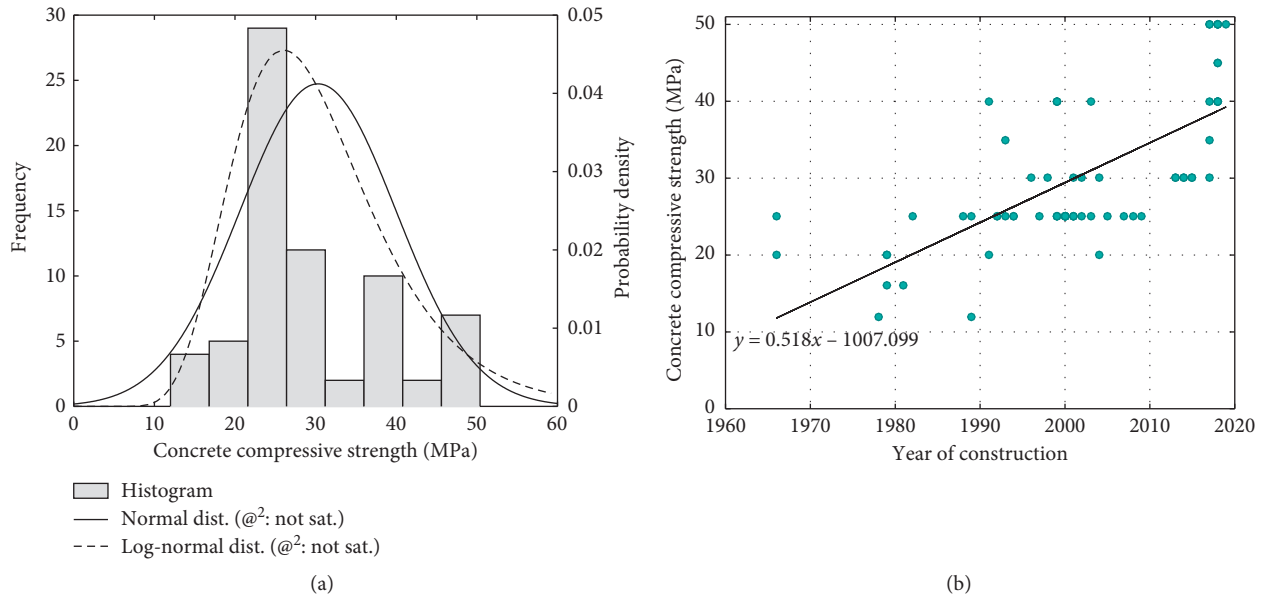 30
25
20
15
10
5
0
Frequency
0.05
0.04
0.03
0.02
0.01
0
Probability density
0 10 20 30 40 50 60
Concrete compressive strength (MPa)
Histogram
Normal dist. (@²: not sat.)
Log-normal dist. (@²: not sat.)
(a)
50
40
30
20
10
0
Concrete compressive strength (MPa)
y = 0.518x – 1007.099
1960 1970 1980 1990 2000 2010 2020
Year of construction
(b)